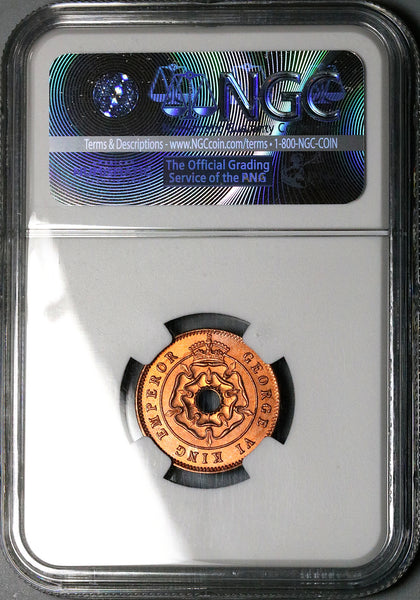 NGC
Terms & Descriptions - www.NGCcoin.com/terms • 1-800-NGC-COIN
The Official Grading
Service of the PNG
GEORGE VI KING EMPEROR